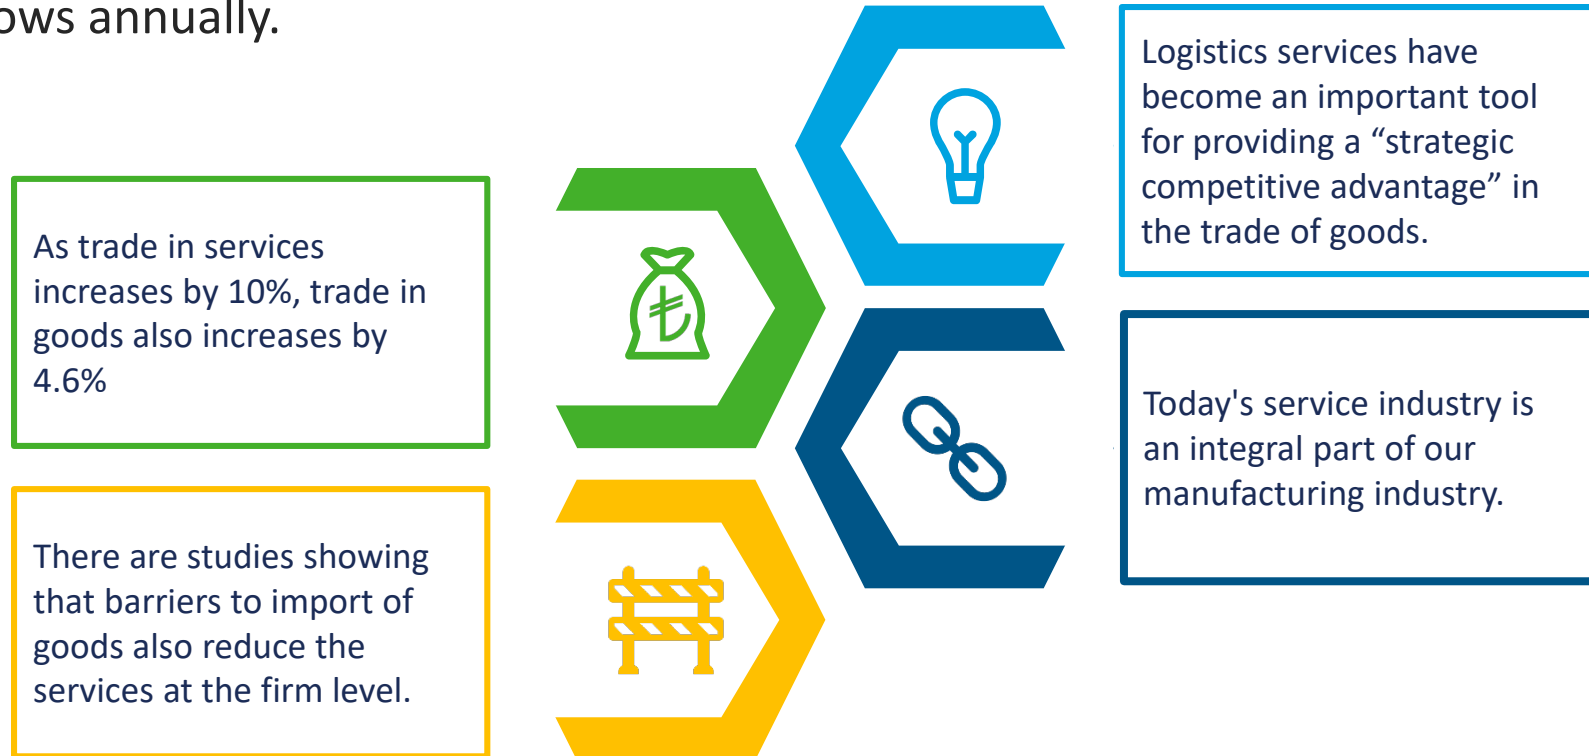 annually.
Logistics services have
become an important tool
for providing a “strategic
competitive advantage” in
the trade of goods.
As trade in services
increases by 10%, trade in
goods also increases by
4.6%
Today's service industry is
an integral part of our
manufacturing industry.
There are studies showing
that barriers to import of
goods also reduce the
services at the firm level.